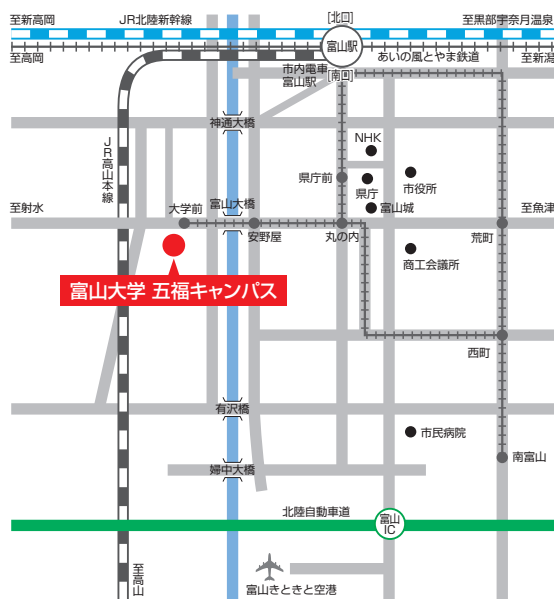 至新高岡
JR北陸新幹線
[北口]
至黒部宇奈月温泉
至高岡
富山駅
あいの風とやま鉄道
至新潟
市内電車
富山駅
[南口]
神通大橋
NHK
JR高山本線
県庁前
県庁
市役所
至射水
大学前
富山大橋
富山城
至魚津
安野屋
丸の内
荒町
商工会議所
富山大学 五福キャンパス
西町
有沢橋
市民病院
婦中大橋
南富山
北陸自動車道
富山
IC
至高山
富山きときと空港